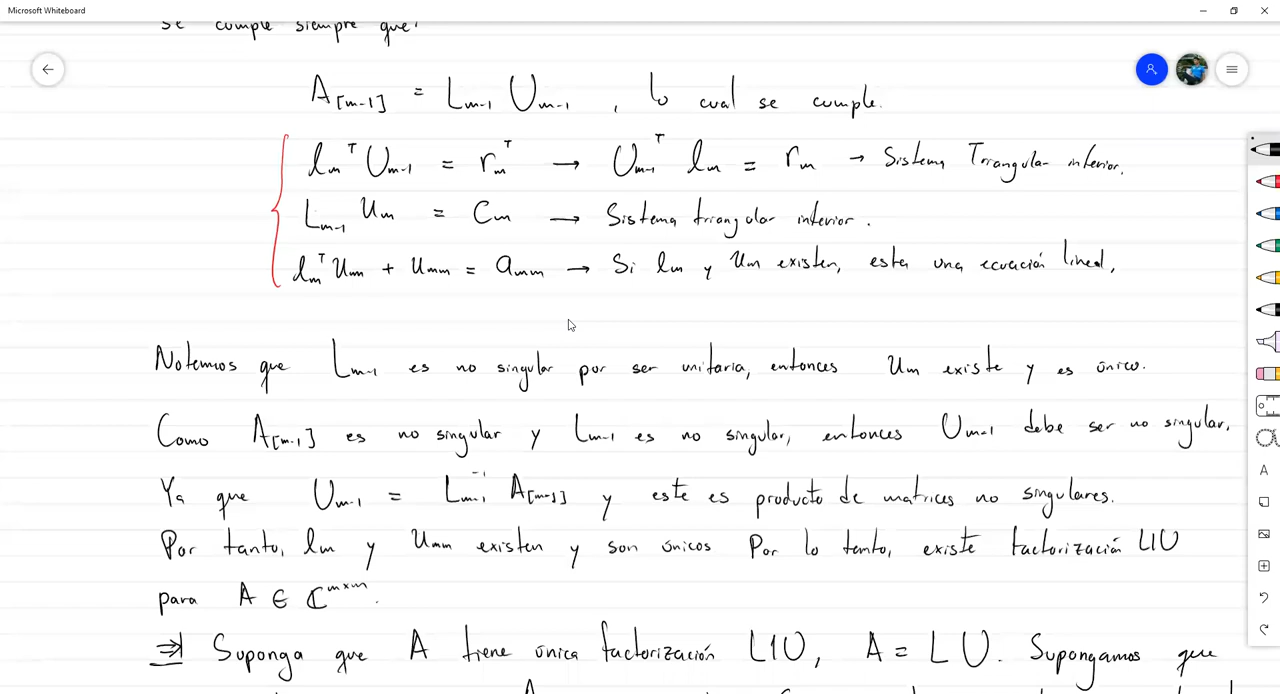 Microsoft Whiteboard
se cumple siempre que:
A[m-1] = Lm-1 Um-1 , lo cual se cumple.
lmᵀ Um-1 = rmᵀ → Um-1ᵀ lm = rm → Sistema Triangular inferior.
Lm-1 um = Cm → Sistema triangular inferior.
lmᵀ um + umm = amm → Si lm y um existen, esta una ecuación lineal,
Notemos que Lm-1 es no singular por ser unitaria, entonces um existe y es único.
Como A[m-1] es no singular y Lm-1 es no singular, entonces Um-1 debe ser no singular,
Ya que Um-1 = Lm-1⁻¹ A[m-1] y este es producto de matrices no singulares.
Por tanto, lm y umm existen y son únicos Por lo tanto, existe factorización L1U
para A ∈ ℂᵐˣᵐ.
⇒| Suponga que A tiene única factorización L1U, A = LU. Supongamos que